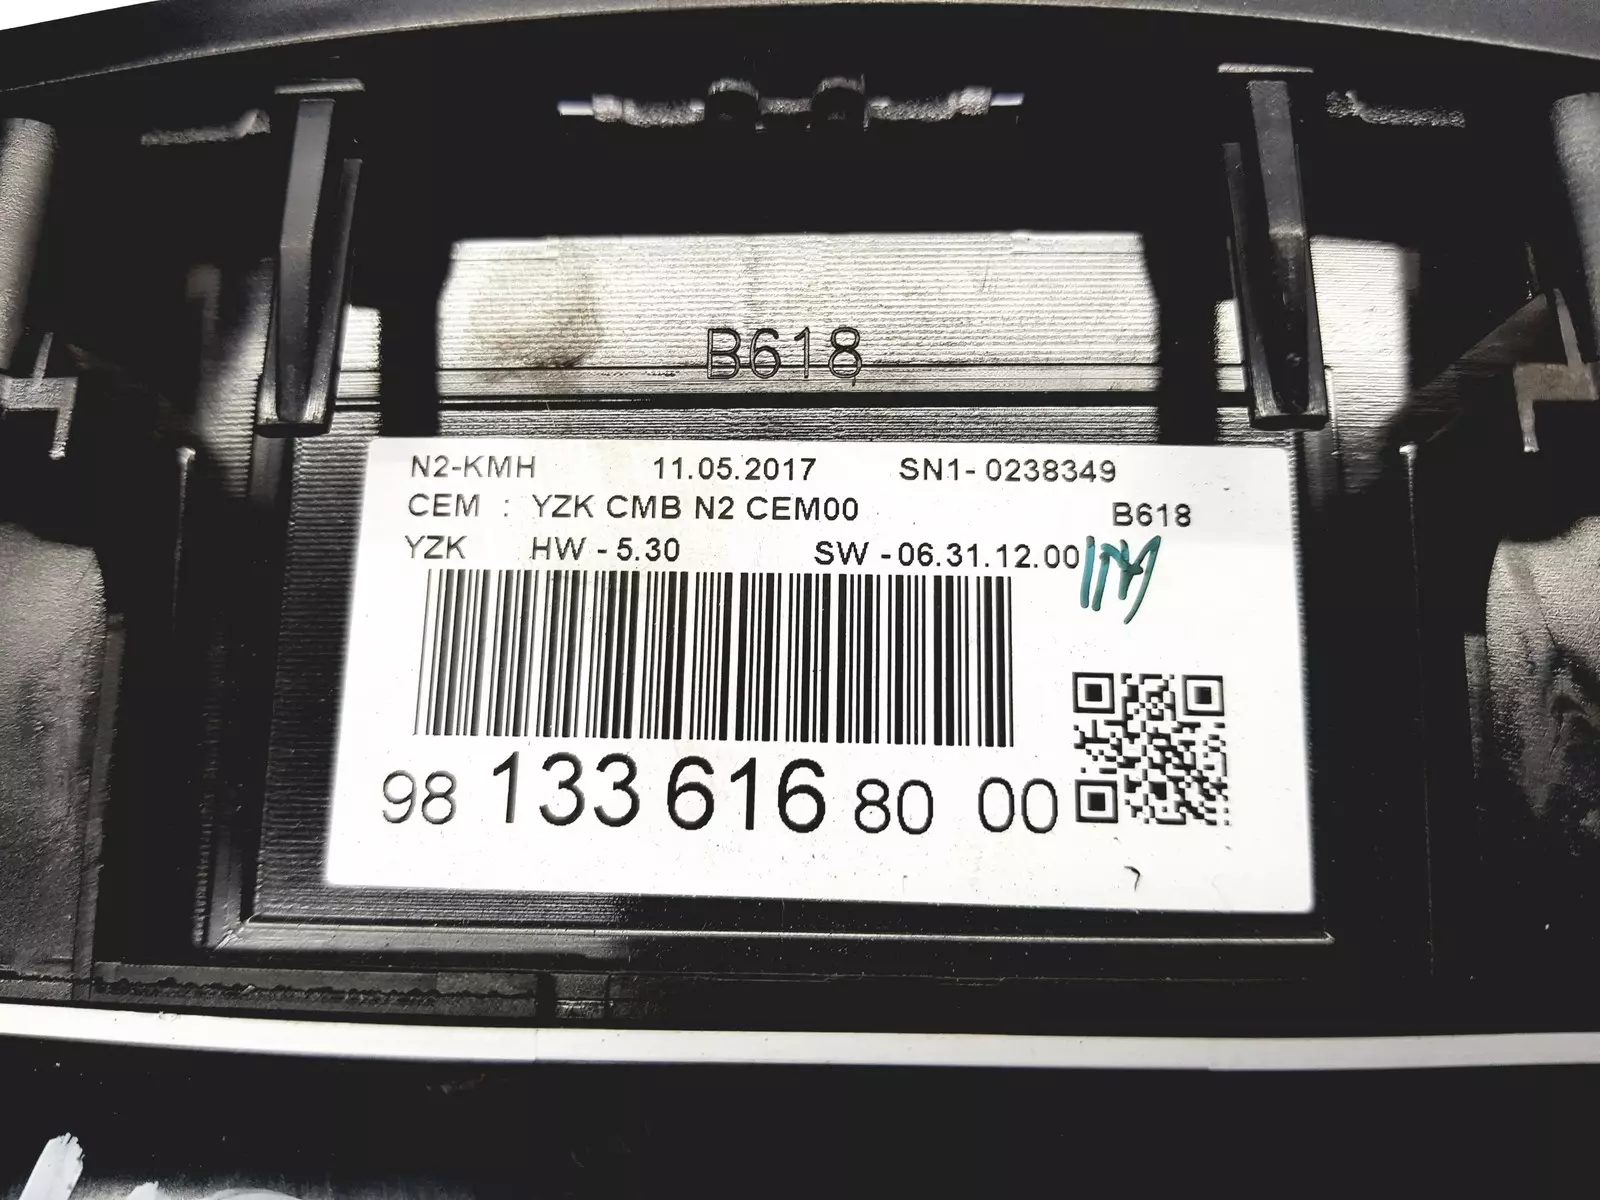 B618
N2-KMH 11.05.2017 SN1-0238349
CEM : YZK CMB N2 CEM00 B618
YZK HW - 5.30 SW - 06.31.12.00
98 133 616 80 00